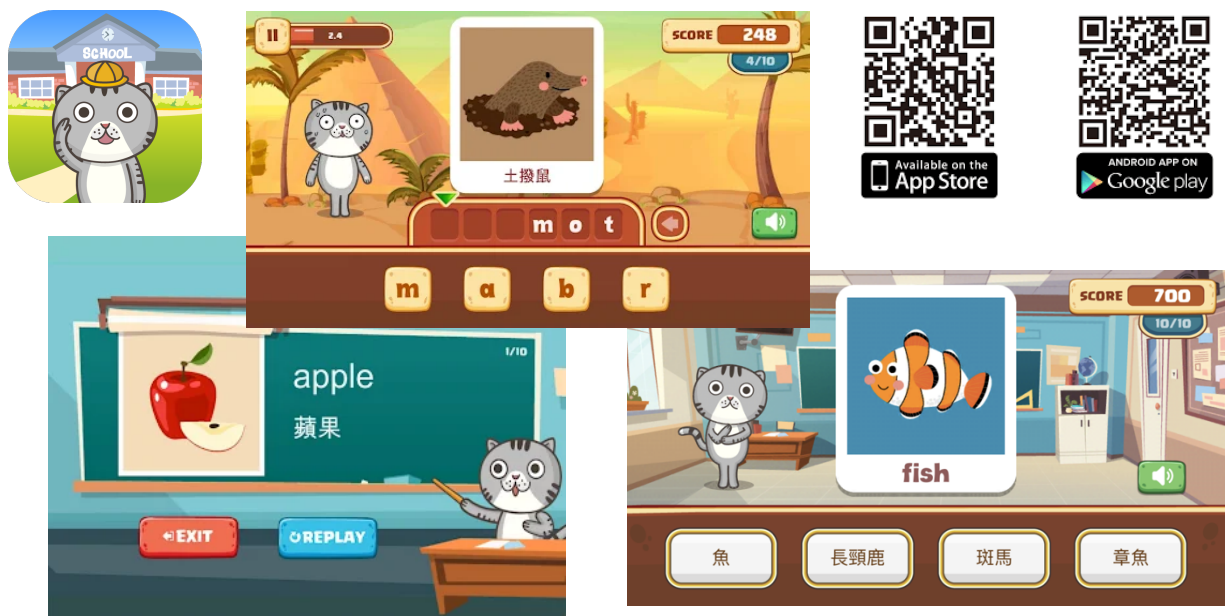 SCHOOL
2.4
SCORE 248
4/10
土撥鼠
m o t
m a b r
Available on the
App Store
ANDROID APP ON
Google play
1/10
apple
蘋果
EXIT
REPLAY
SCORE 700
10/10
fish
魚 長頸鹿 斑馬 章魚